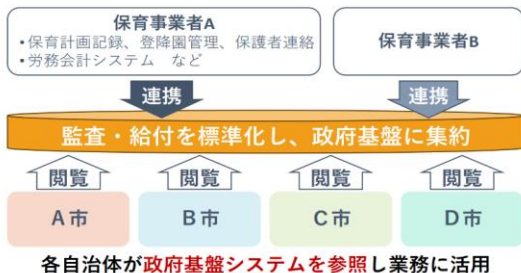 保育事業者A
•保育計画記録、登降園管理、保護者連絡
•労務会計システム　など
保育事業者B
連携
連携
監査・給付を標準化し、政府基盤に集約
閲覧
閲覧
閲覧
閲覧
A市
B市
C市
D市
各自治体が政府基盤システムを参照し業務に活用